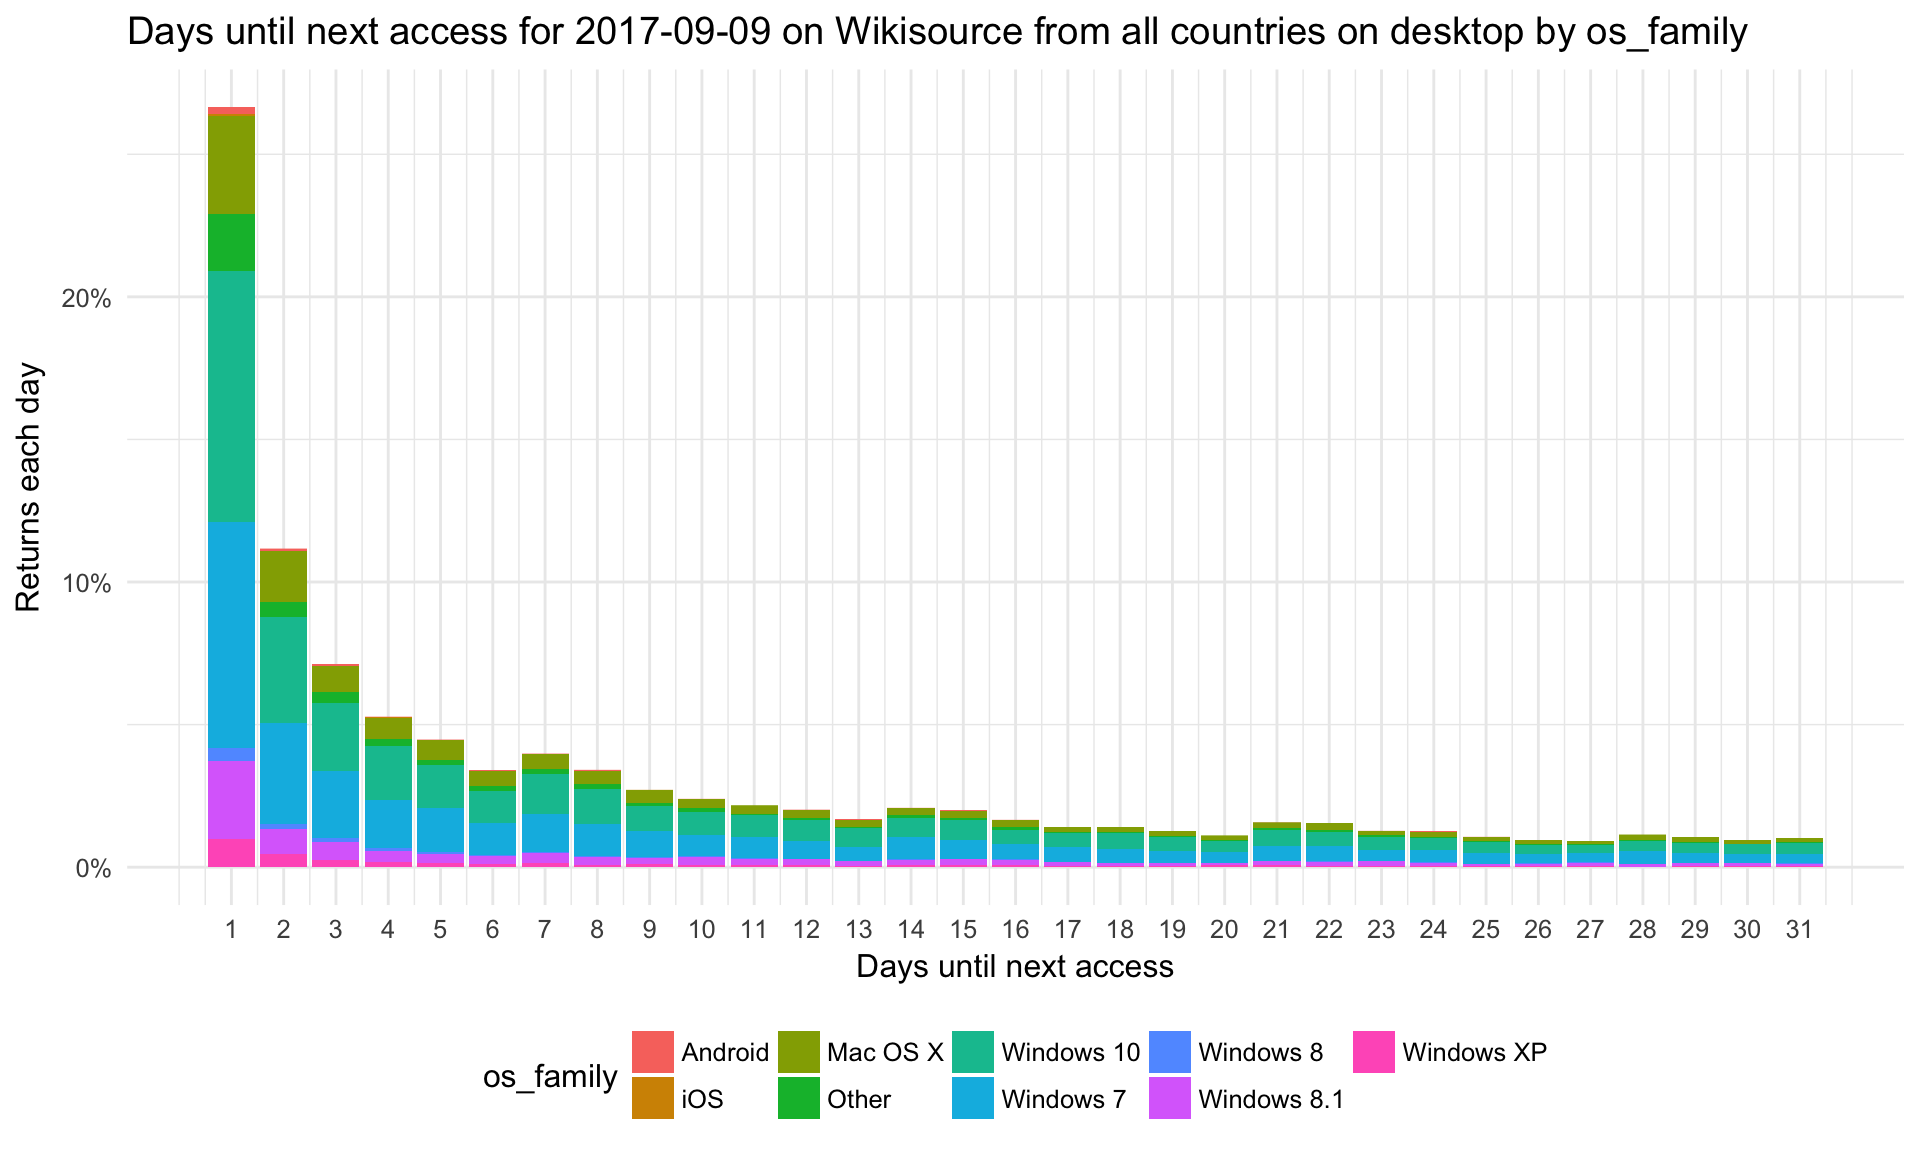 Days until next access for 2017-09-09 on Wikisource from all countries on desktop by os_family
Returns each day
20%
10%
0%
1 2 3 4 5 6 7 8 9 10 11 12 13 14 15 16 17 18 19 20 21 22 23 24 25 26 27 28 29 30 31
Days until next access
os_family
Android Mac OS X Windows 10 Windows 8 Windows XP
iOS Other Windows 7 Windows 8.1